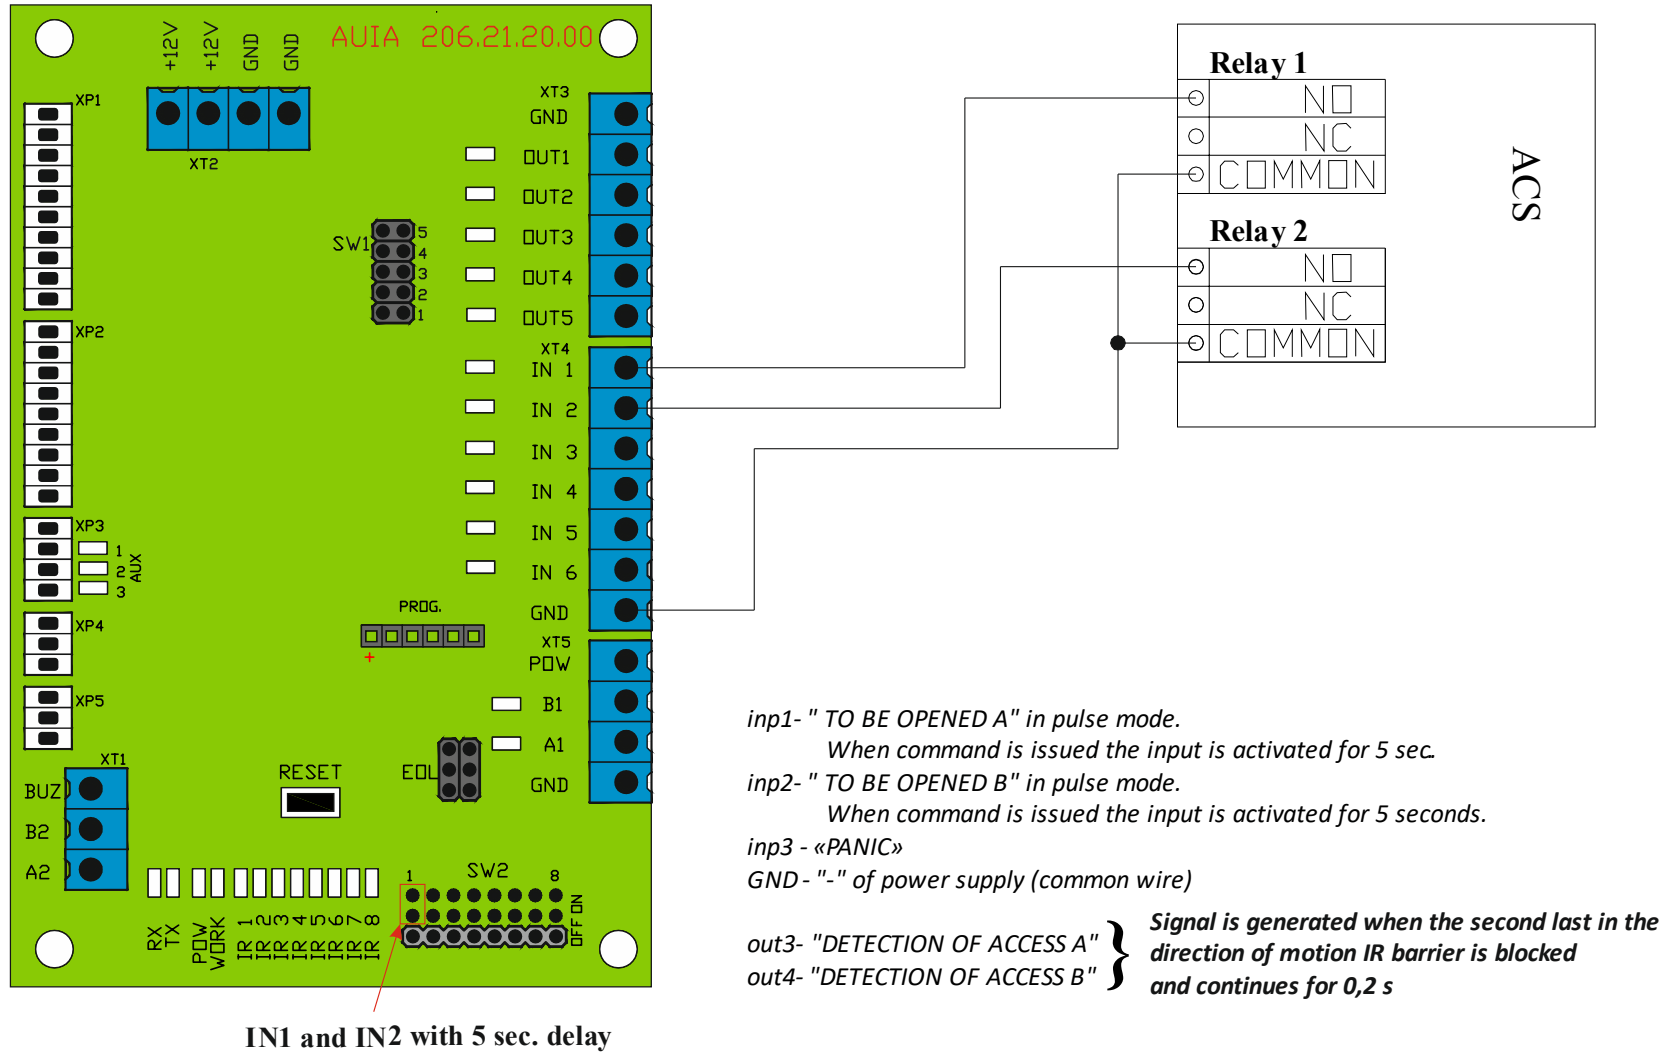 AUIA 206.21.20.00
+12V
+12V
GND
GND
XT2
XP1
XP2
XP3
1
2
3
AUX
XP4
XP5
XT1
BUZ
B2
A2
SW1
5
4
3
2
1
XT3
GND
OUT1
OUT2
OUT3
OUT4
OUT5
XT4
IN 1
IN 2
IN 3
IN 4
IN 5
IN 6
GND
XT5
POW
B1
A1
GND
PROG.
+
RESET
EOL
SW2
1
8
OFF ON
RX
TX
POW
WORK
IR 1
IR 2
IR 3
IR 4
IR 5
IR 6
IR 7
IR 8
IN1 and IN2 with 5 sec. delay
Relay 1
NO
NC
COMMON
Relay 2
NO
NC
COMMON
ACS
inp1- " TO BE OPENED A" in pulse mode.
When command is issued the input is activated for 5 sec.
inp2- " TO BE OPENED B" in pulse mode.
When command is issued the input is activated for 5 seconds.
inp3 - «PANIC»
GND - "-" of power supply (common wire)
out3- "DETECTION OF ACCESS A"
out4- "DETECTION OF ACCESS B"
}
Signal is generated when the second last in the
direction of motion IR barrier is blocked
and continues for 0,2 s